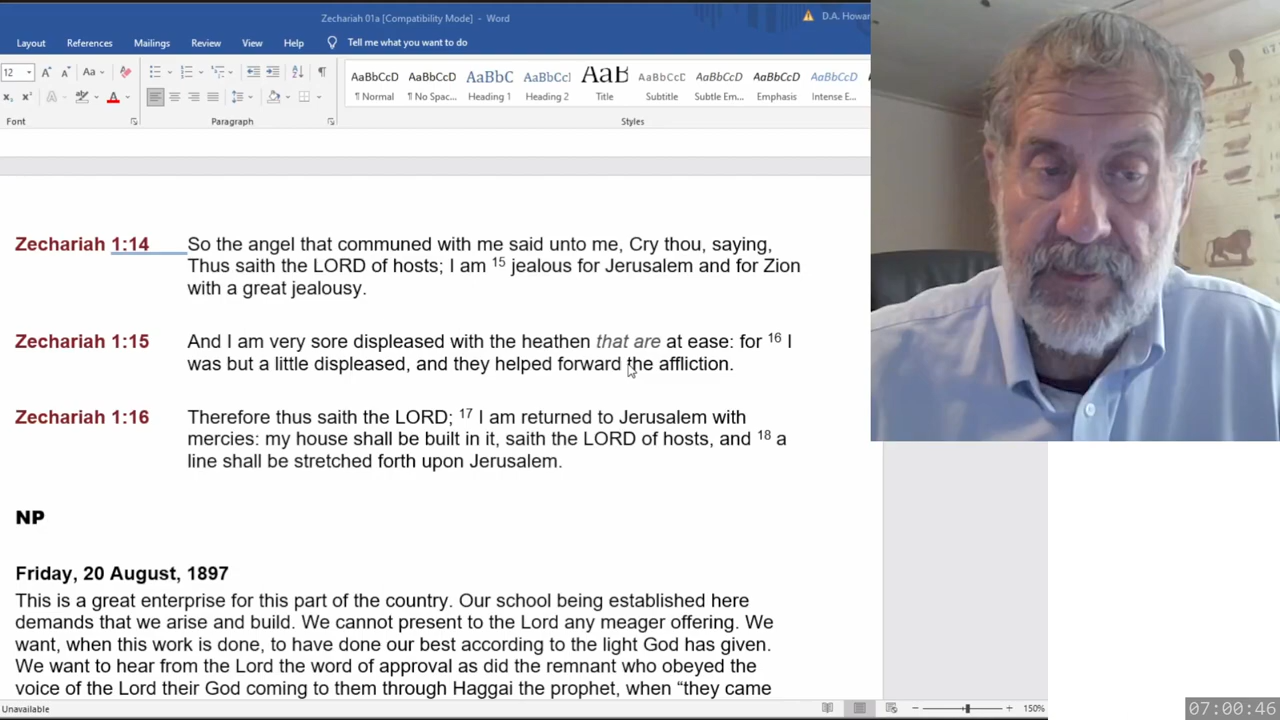 Zechariah 01a [Compatibility Mode] - Word
D.A. Howar
Layout References Mailings Review View Help Tell me what you want to do
12 Aa
AaBbCcD AaBbCcD AaBbC AaBbCcI AaB AaBbCcD AaBbCcD AaBbCcD AaBbCcD
¶ Normal ¶ No Spac... Heading 1 Heading 2 Title Subtitle Subtle Em... Emphasis Intense E...
Font Paragraph Styles
Zechariah 1:14 So the angel that communed with me said unto me, Cry thou, saying,
Thus saith the LORD of hosts; I am 15 jealous for Jerusalem and for Zion
with a great jealousy.
Zechariah 1:15 And I am very sore displeased with the heathen that are at ease: for 16 I
was but a little displeased, and they helped forward the affliction.
Zechariah 1:16 Therefore thus saith the LORD; 17 I am returned to Jerusalem with
mercies: my house shall be built in it, saith the LORD of hosts, and 18 a
line shall be stretched forth upon Jerusalem.
NP
Friday, 20 August, 1897
This is a great enterprise for this part of the country. Our school being established here
demands that we arise and build. We cannot present to the Lord any meager offering. We
want, when this work is done, to have done our best according to the light God has given.
We want to hear from the Lord the word of approval as did the remnant who obeyed the
voice of the Lord their God coming to them through Haggai the prophet, when “they came
Unavailable
150%
07:00:46